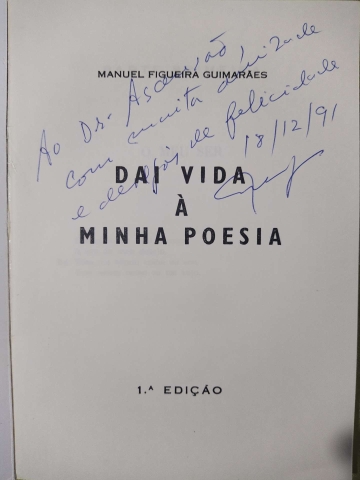 MANUEL FIGUEIRA GUIMARÃES
Ao Dr. Ascensão,
com muita amizade
e desejos de felicidade
18/12/91
DAI VIDA
À
MINHA POESIA
1.ª EDIÇÃO